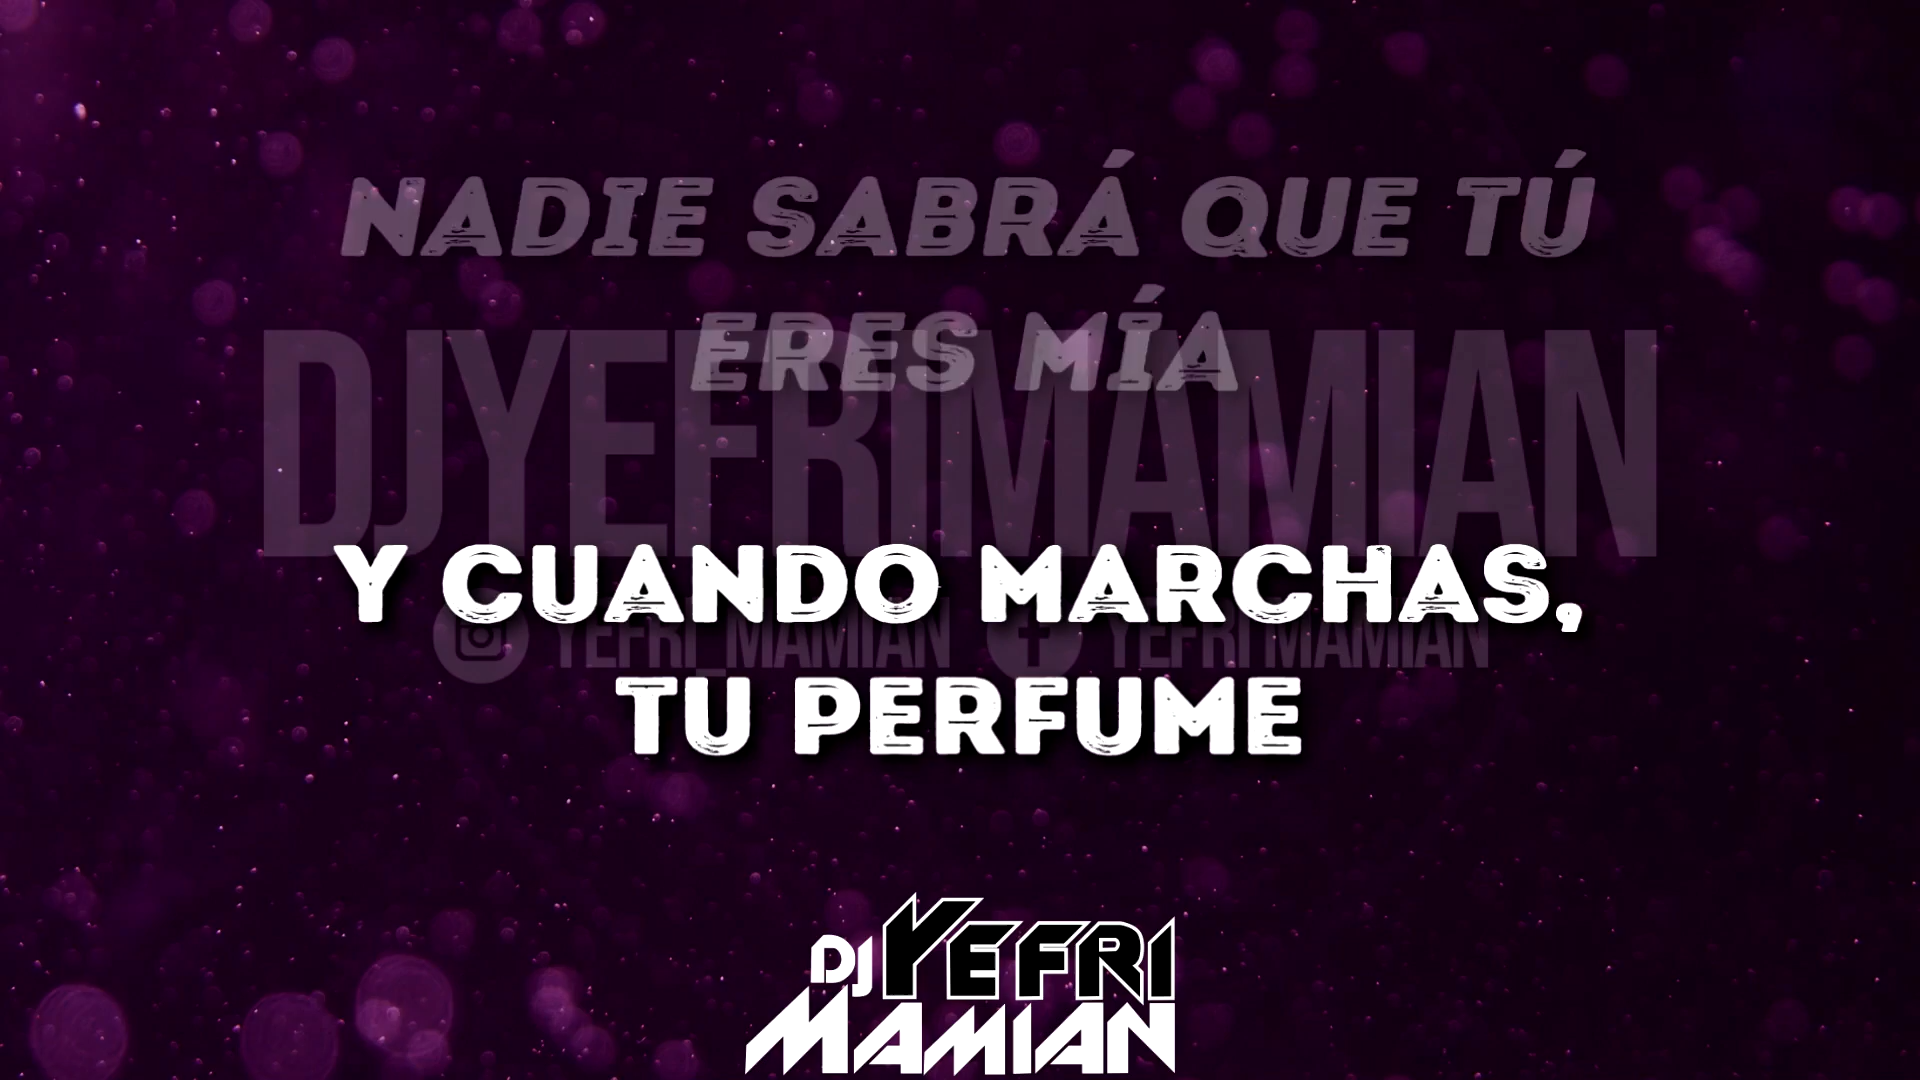 NADIE SABRÁ QUE TÚ
ERES MÍA
DJYEFRIMAMIAN
Y CUANDO MARCHAS,
YEFRI_MAMIAN YEFRI MAMIAN
TU PERFUME
DJ YEFRI
MAMIAN